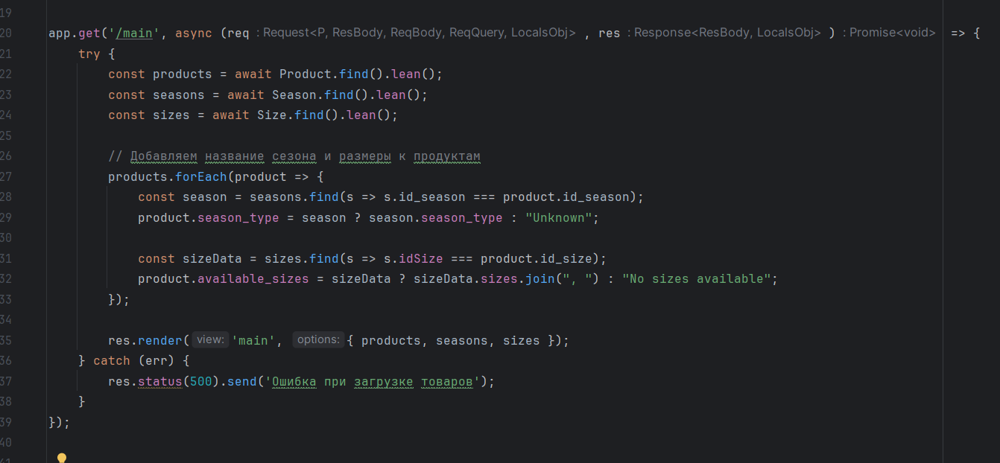 19
20 app.get('/main', async (req : Request<P, ResBody, ReqBody, ReqQuery, LocalsObj> , res : Response<ResBody, LocalsObj> ) : Promise<void> => {
21 try {
22 const products = await Product.find().lean();
23 const seasons = await Season.find().lean();
24 const sizes = await Size.find().lean();
25
26 // Добавляем название сезона и размеры к продуктам
27 products.forEach(product => {
28 const season = seasons.find(s => s.id_season === product.id_season);
29 product.season_type = season ? season.season_type : "Unknown";
30
31 const sizeData = sizes.find(s => s.idSize === product.id_size);
32 product.available_sizes = sizeData ? sizeData.sizes.join(", ") : "No sizes available";
33 });
34
35 res.render( view: 'main', options: { products, seasons, sizes });
36 } catch (err) {
37 res.status(500).send('Ошибка при загрузке товаров');
38 }
39 });
40
41